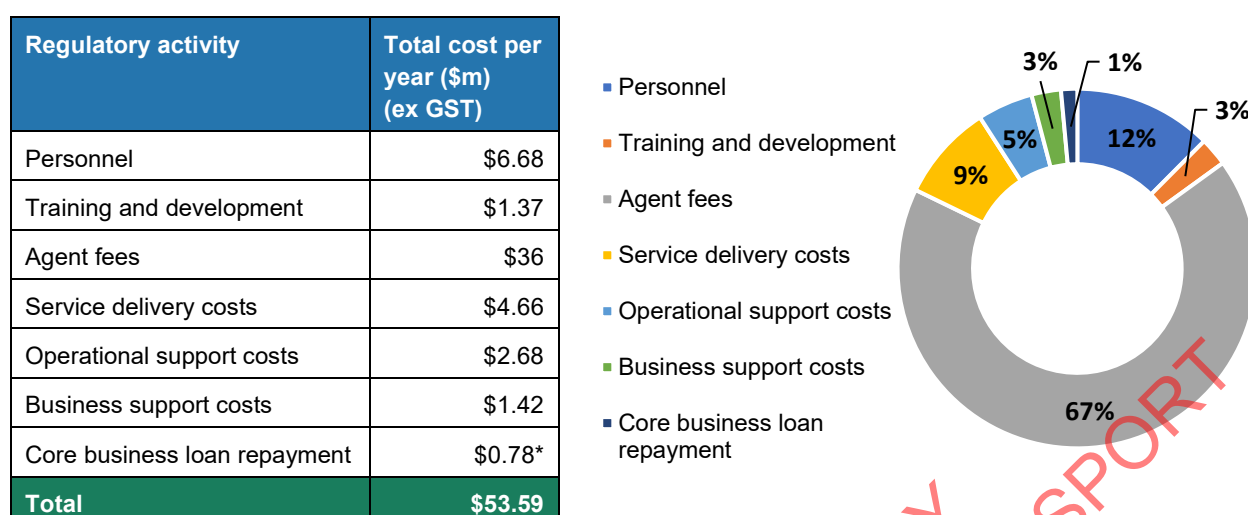 Regulatory activity
Total cost per
year ($m)
(ex GST)
Personnel $6.68
Training and development $1.37
Agent fees $36
Service delivery costs $4.66
Operational support costs $2.68
Business support costs $1.42
Core business loan repayment $0.78*
Total $53.59
Personnel
Training and development
Agent fees
Service delivery costs
Operational support costs
Business support costs
Core business loan
repayment
3%
1%
3%
12%
5%
9%
67%
Y
SPORT